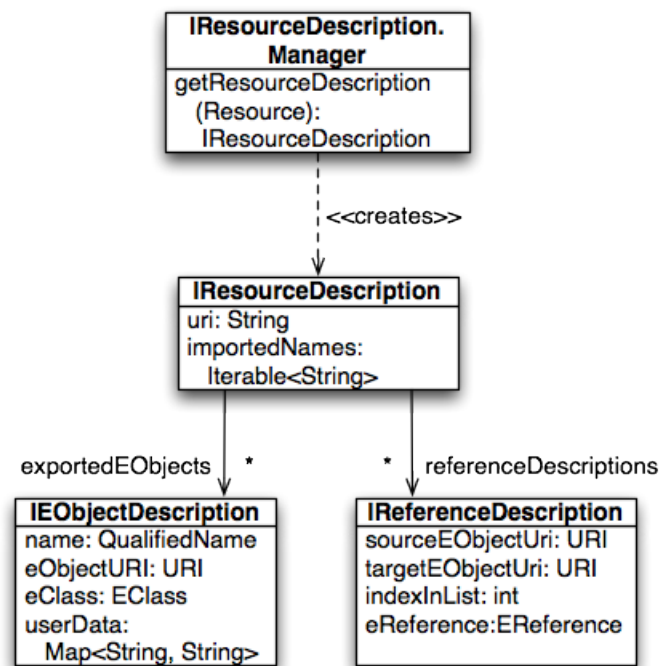 IResourceDescription.
Manager
getResourceDescription
(Resource):
IResourceDescription
<<creates>>
IResourceDescription
uri: String
importedNames:
Iterable<String>
exportedEObjects *
* referenceDescriptions
IEObjectDescription
name: QualifiedName
eObjectURI: URI
eClass: EClass
userData:
Map<String, String>
IReferenceDescription
sourceEObjectUri: URI
targetEObjectUri: URI
indexInList: int
eReference:EReference